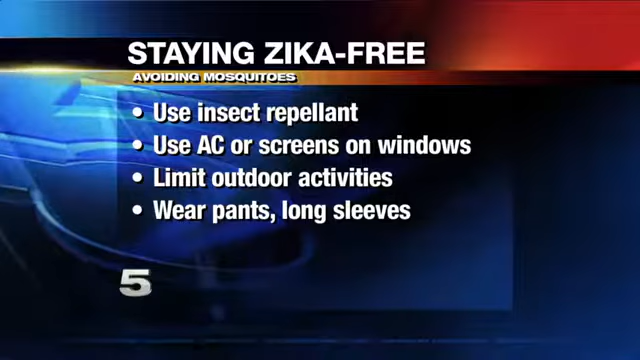 STAYING ZIKA-FREE
AVOIDING MOSQUITOES
• Use insect repellant
• Use AC or screens on windows
• Limit outdoor activities
• Wear pants, long sleeves
5